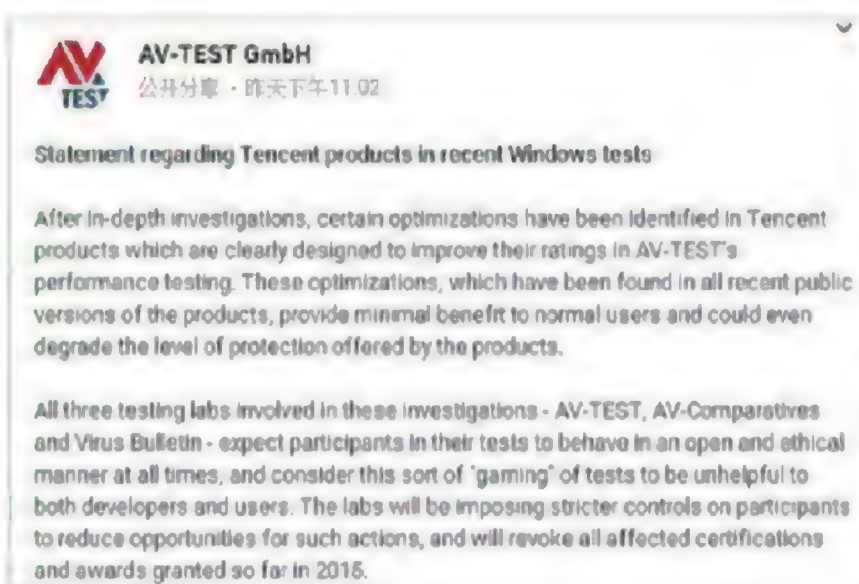 AV
TEST
AV-TEST GmbH
公开分享 · 昨天下午11:02
Statement regarding Tencent products in recent Windows tests
After in-depth investigations, certain optimizations have been identified in Tencent
products which are clearly designed to improve their ratings in AV-TEST's
performance testing. These optimizations, which have been found in all recent public
versions of the products, provide minimal benefit to normal users and could even
degrade the level of protection offered by the products.
All three testing labs involved in these investigations - AV-TEST, AV-Comparatives
and Virus Bulletin - expect participants in their tests to behave in an open and ethical
manner at all times, and consider this sort of "gaming" of tests to be unhelpful to
both developers and users. The labs will be imposing stricter controls on participants
to reduce opportunities for such actions, and will revoke all affected certifications
and awards granted so far in 2015.